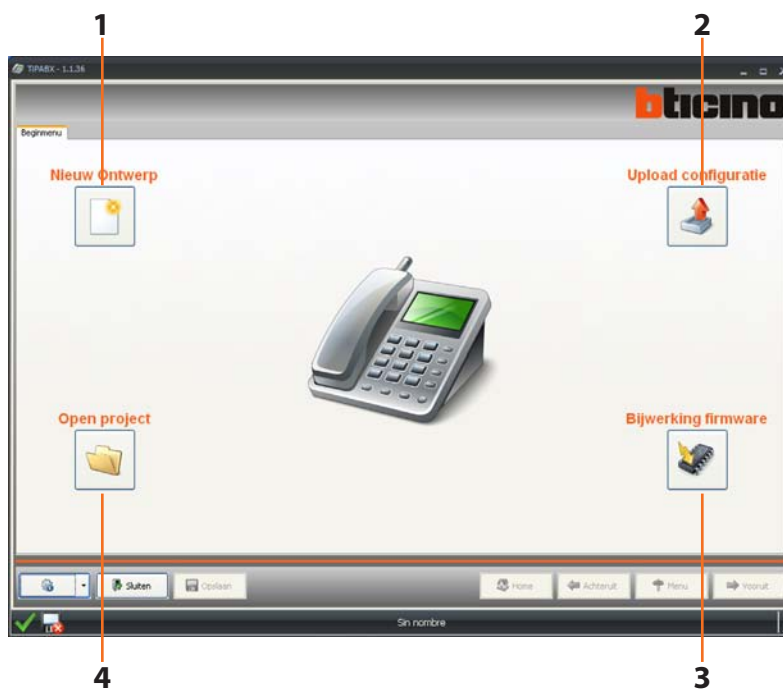 1 2
TiPABX - 1.1.36
bticino
Beginmenu
Nieuw Ontwerp Upload configuratie
Open project Bijwerking firmware
Sluiten Opslaan Home Achteruit Menu Vooruit
Sin nombre
4 3